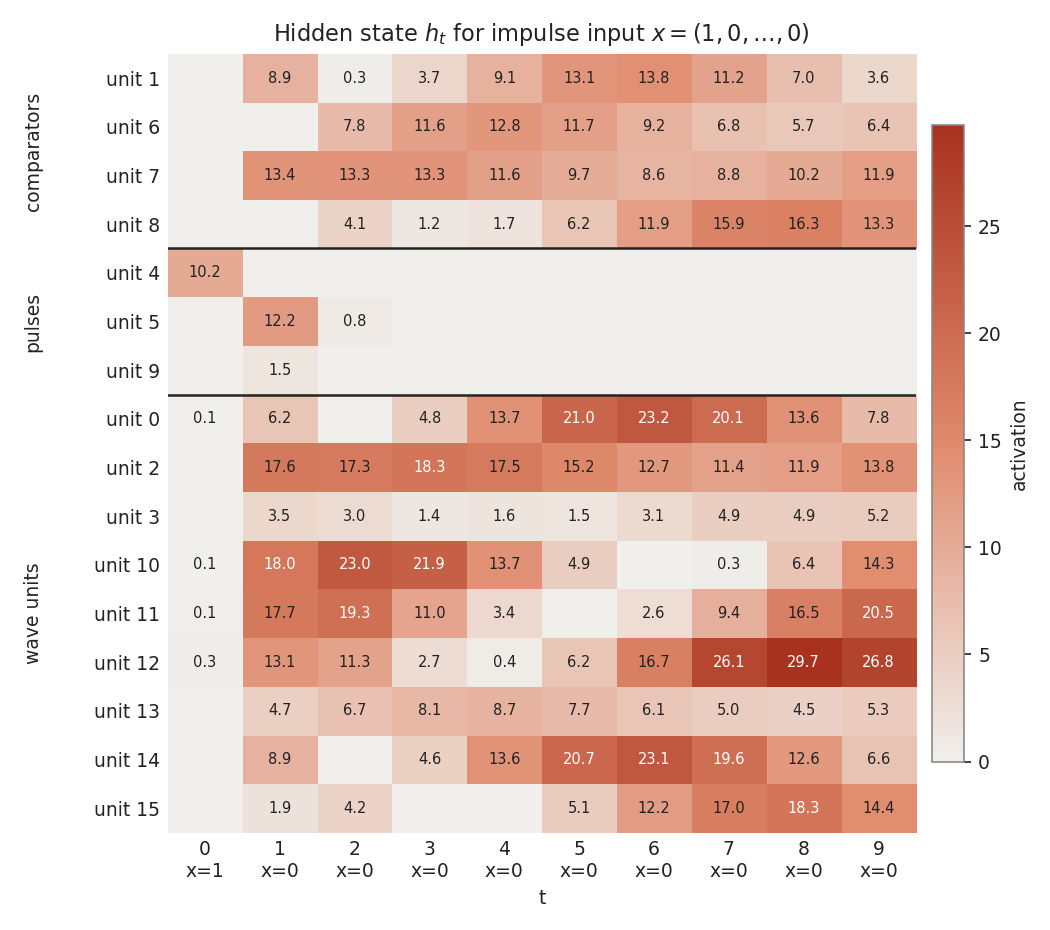 Hidden state h_t for impulse input x = (1, 0, ..., 0)
comparators
unit 1 8.9 0.3 3.7 9.1 13.1 13.8 11.2 7.0 3.6
unit 6 7.8 11.6 12.8 11.7 9.2 6.8 5.7 6.4
unit 7 13.4 13.3 13.3 11.6 9.7 8.6 8.8 10.2 11.9
unit 8 4.1 1.2 1.7 6.2 11.9 15.9 16.3 13.3
pulses
unit 4 10.2
unit 5 12.2 0.8
unit 9 1.5
wave units
unit 0 0.1 6.2 4.8 13.7 21.0 23.2 20.1 13.6 7.8
unit 2 17.6 17.3 18.3 17.5 15.2 12.7 11.4 11.9 13.8
unit 3 3.5 3.0 1.4 1.6 1.5 3.1 4.9 4.9 5.2
unit 10 0.1 18.0 23.0 21.9 13.7 4.9 0.3 6.4 14.3
unit 11 0.1 17.7 19.3 11.0 3.4 2.6 9.4 16.5 20.5
unit 12 0.3 13.1 11.3 2.7 0.4 6.2 16.7 26.1 29.7 26.8
unit 13 4.7 6.7 8.1 8.7 7.7 6.1 5.0 4.5 5.3
unit 14 8.9 4.6 13.6 20.7 23.1 19.6 12.6 6.6
unit 15 1.9 4.2 5.1 12.2 17.0 18.3 14.4
0 1 2 3 4 5 6 7 8 9
x=1 x=0 x=0 x=0 x=0 x=0 x=0 x=0 x=0 x=0
t
25
20
15
10
5
0
activation